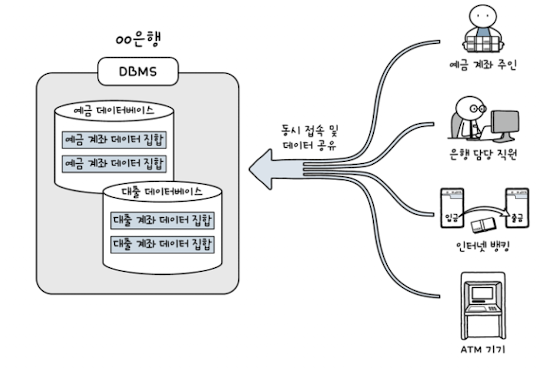 ○○은행
DBMS
예금 데이터베이스
예금 계좌 데이터 집합
예금 계좌 데이터 집합
대출 데이터베이스
대출 계좌 데이터 집합
대출 계좌 데이터 집합
동시 접속 및
데이터 공유
예금 계좌 주인
은행 담당 직원
입금
출금
인터넷 뱅킹
ATM 기기